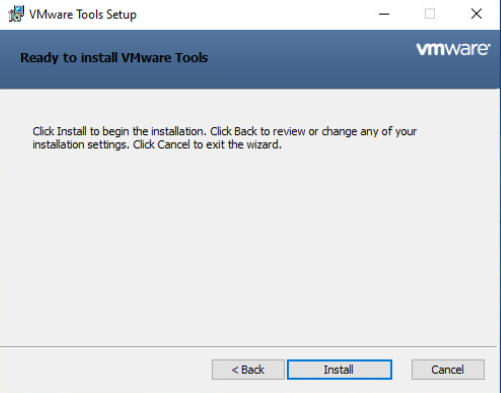 VMware Tools Setup
Ready to install VMware Tools
vmware®
Click Install to begin the installation. Click Back to review or change any of your
installation settings. Click Cancel to exit the wizard.
< Back
Install
Cancel